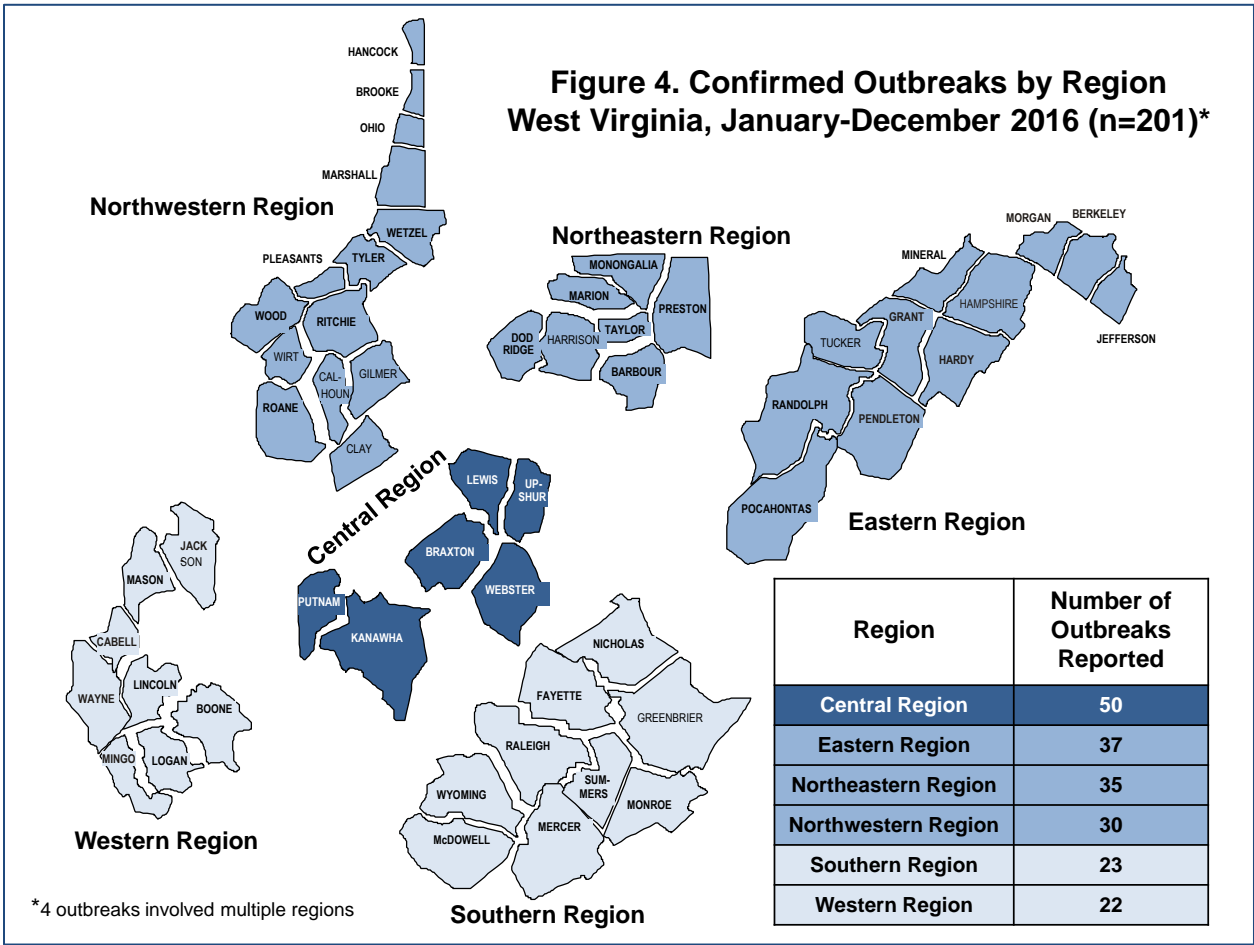 Figure 4. Confirmed Outbreaks by Region
West Virginia, January-December 2016 (n=201)*
HANCOCK
BROOKE
OHIO
MARSHALL
Northwestern Region
WETZEL
PLEASANTS
TYLER
WOOD
RITCHIE
WIRT
CAL-
HOUN
GILMER
ROANE
CLAY
Northeastern Region
MONONGALIA
MARION
PRESTON
TAYLOR
DOD
RIDGE
HARRISON
BARBOUR
MORGAN
BERKELEY
MINERAL
HAMPSHIRE
GRANT
JEFFERSON
TUCKER
HARDY
RANDOLPH
PENDLETON
POCAHONTAS
Eastern Region
Central Region
LEWIS
UP-
SHUR
BRAXTON
WEBSTER
PUTNAM
KANAWHA
JACK
SON
MASON
CABELL
LINCOLN
WAYNE
BOONE
MINGO
LOGAN
Western Region
NICHOLAS
FAYETTE
GREENBRIER
RALEIGH
SUM-
MERS
WYOMING
MONROE
MERCER
McDOWELL
Southern Region
Region
Number of
Outbreaks
Reported
Central Region 50
Eastern Region 37
Northeastern Region 35
Northwestern Region 30
Southern Region 23
Western Region 22
*4 outbreaks involved multiple regions